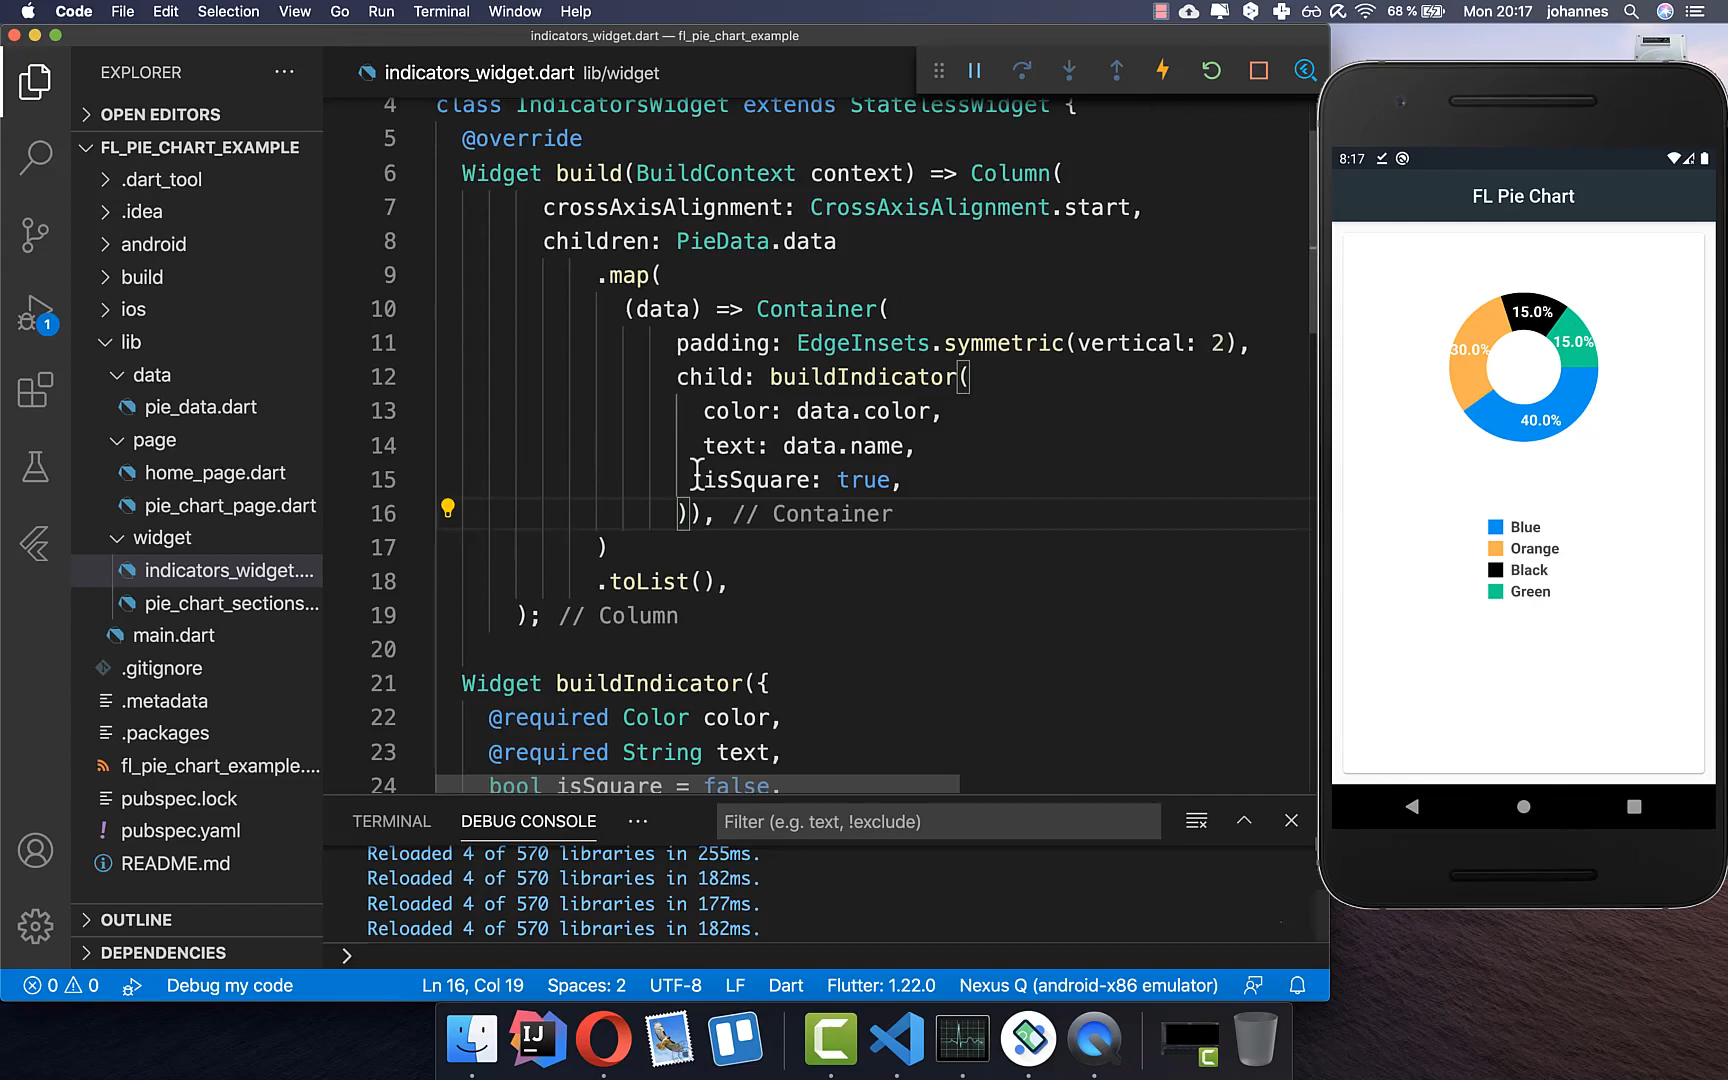 Code File Edit Selection View Go Run Terminal Window Help 68 % Mon 20:17 johannes
indicators_widget.dart — fl_pie_chart_example
EXPLORER
OPEN EDITORS
FL_PIE_CHART_EXAMPLE
.dart_tool
.idea
android
build
ios
lib
data
pie_data.dart
page
home_page.dart
pie_chart_page.dart
widget
indicators_widget....
pie_chart_sections...
main.dart
.gitignore
.metadata
.packages
fl_pie_chart_example....
pubspec.lock
pubspec.yaml
README.md
OUTLINE
DEPENDENCIES
1
indicators_widget.dart lib/widget
4 class IndicatorsWidget extends StatelessWidget {
5 @override
6 Widget build(BuildContext context) => Column(
7 crossAxisAlignment: CrossAxisAlignment.start,
8 children: PieData.data
9 .map(
10 (data) => Container(
11 padding: EdgeInsets.symmetric(vertical: 2),
12 child: buildIndicator(
13 color: data.color,
14 text: data.name,
15 isSquare: true,
16 )), // Container
17 )
18 .toList(),
19 ); // Column
20
21 Widget buildIndicator({
22 @required Color color,
23 @required String text,
24 bool isSquare = false,
TERMINAL DEBUG CONSOLE Filter (e.g. text, !exclude)
Reloaded 4 of 570 libraries in 255ms.
Reloaded 4 of 570 libraries in 182ms.
Reloaded 4 of 570 libraries in 177ms.
Reloaded 4 of 570 libraries in 182ms.
0 0 Debug my code Ln 16, Col 19 Spaces: 2 UTF-8 LF Dart Flutter: 1.22.0 Nexus Q (android-x86 emulator)
8:17
FL Pie Chart
15.0%
15.0%
30.0%
40.0%
Blue
Orange
Black
Green
IJ